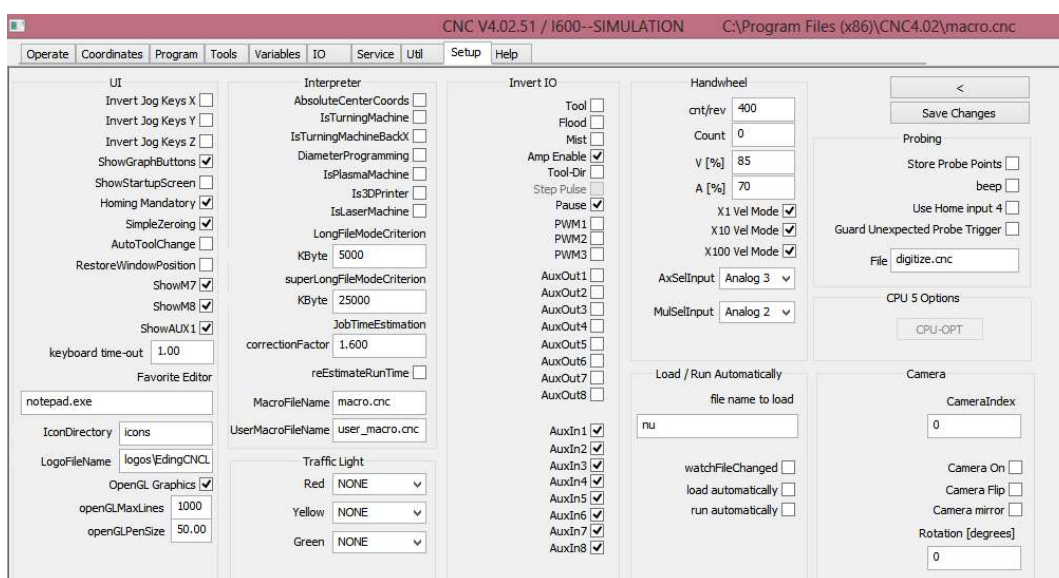 CNC V4.02.51 / I600--SIMULATION C:\Program Files (x86)\CNC4.02\macro.cnc
Operate Coordinates Program Tools Variables IO Service Util Setup Help
UI
Invert Jog Keys X
Invert Jog Keys Y
Invert Jog Keys Z
ShowGraphButtons
ShowStartupScreen
Homing Mandatory
SimpleZeroing
AutoToolChange
RestoreWindowPosition
ShowM7
ShowM8
ShowAUX1
keyboard time-out 1.00
Favorite Editor
notepad.exe
IconDirectory icons
LogoFileName logos\EdingCNCL
OpenGL Graphics
openGLMaxLines 1000
openGLPenSize 50.00
Interpreter
AbsoluteCenterCoords
IsTurningMachine
IsTurningMachineBackX
DiameterProgramming
IsPlasmaMachine
Is3DPrinter
IsLaserMachine
LongFileModeCriterion
KByte 5000
superLongFileModeCriterion
KByte 25000
JobTimeEstimation
correctionFactor 1.600
reEstimateRunTime
MacroFileName macro.cnc
UserMacroFileName user_macro.cnc
Traffic Light
Red NONE
Yellow NONE
Green NONE
Invert IO
Tool
Flood
Mist
Amp Enable
Tool-Dir
Step Pulse
Pause
PWM1
PWM2
PWM3
AuxOut1
AuxOut2
AuxOut3
AuxOut4
AuxOut5
AuxOut6
AuxOut7
AuxOut8
AuxIn1
AuxIn2
AuxIn3
AuxIn4
AuxIn5
AuxIn6
AuxIn7
AuxIn8
Handwheel
cnt/rev 400
Count 0
V [%] 85
A [%] 70
X1 Vel Mode
X10 Vel Mode
X100 Vel Mode
AxSelInput Analog 3
MulSelInput Analog 2
Load / Run Automatically
file name to load
nu
watchFileChanged
load automatically
run automatically
<
Save Changes
Probing
Store Probe Points
beep
Use Home input 4
Guard Unexpected Probe Trigger
File digitize.cnc
CPU 5 Options
CPU-OPT
Camera
CameraIndex
0
Camera On
Camera Flip
Camera mirror
Rotation [degrees]
0